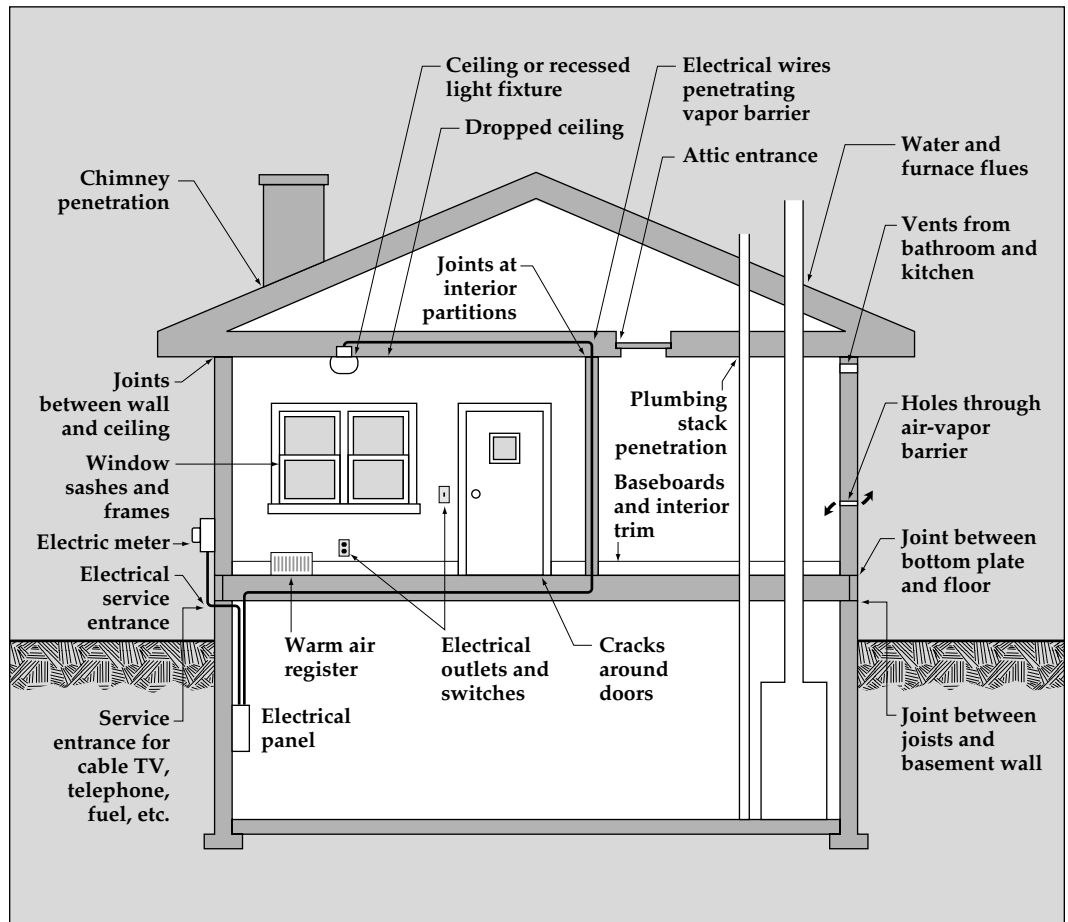 Ceiling or recessed
light fixture
Dropped ceiling
Electrical wires
penetrating
vapor barrier
Attic entrance
Water and
furnace flues
Chimney
penetration
Vents from
bathroom and
kitchen
Joints at
interior
partitions
Joints
between wall
and ceiling
Plumbing
stack
penetration
Holes through
air-vapor
barrier
Window
sashes and
frames
Baseboards
and interior
trim
Electric meter
Joint between
bottom plate
and floor
Electrical
service
entrance
Warm air
register
Electrical
outlets and
switches
Cracks
around
doors
Service
entrance for
cable TV,
telephone,
fuel, etc.
Electrical
panel
Joint between
joists and
basement wall